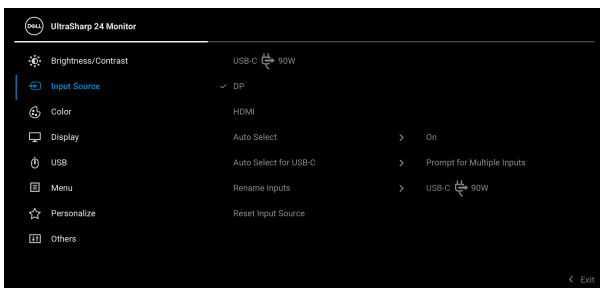 DELL UltraSharp 24 Monitor
Brightness/Contrast USB-C 90W
Input Source DP
Color HDMI
Display Auto Select On
USB Auto Select for USB-C Prompt for Multiple Inputs
Menu Rename Inputs USB-C 90W
Personalize Reset Input Source
Others
Exit